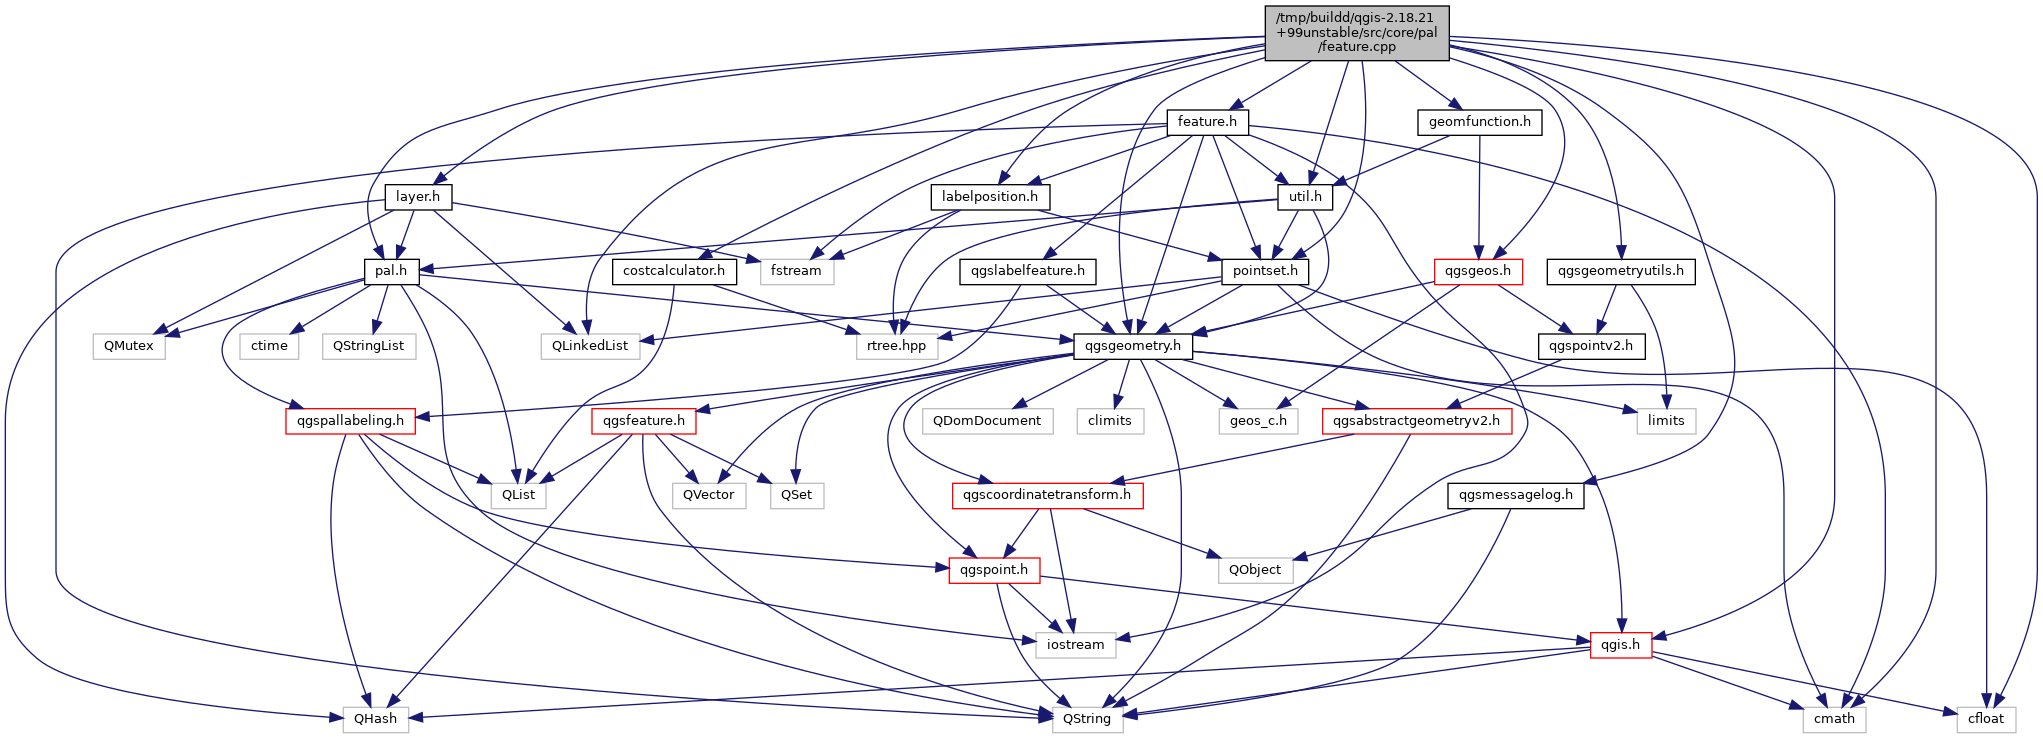 /tmp/buildd/qgis-2.18.21
+99unstable/src/core/pal
/feature.cpp
feature.h
geomfunction.h
layer.h
labelposition.h
util.h
pal.h
costcalculator.h
fstream
qgslabelfeature.h
pointset.h
qgsgeos.h
qgsgeometryutils.h
QMutex
ctime
QStringList
QLinkedList
rtree.hpp
qgsgeometry.h
qgspointv2.h
qgspallabeling.h
qgsfeature.h
QDomDocument
climits
geos_c.h
qgsabstractgeometryv2.h
limits
QList
QVector
QSet
qgscoordinatetransform.h
qgsmessagelog.h
qgspoint.h
QObject
iostream
qgis.h
QHash
QString
cmath
cfloat